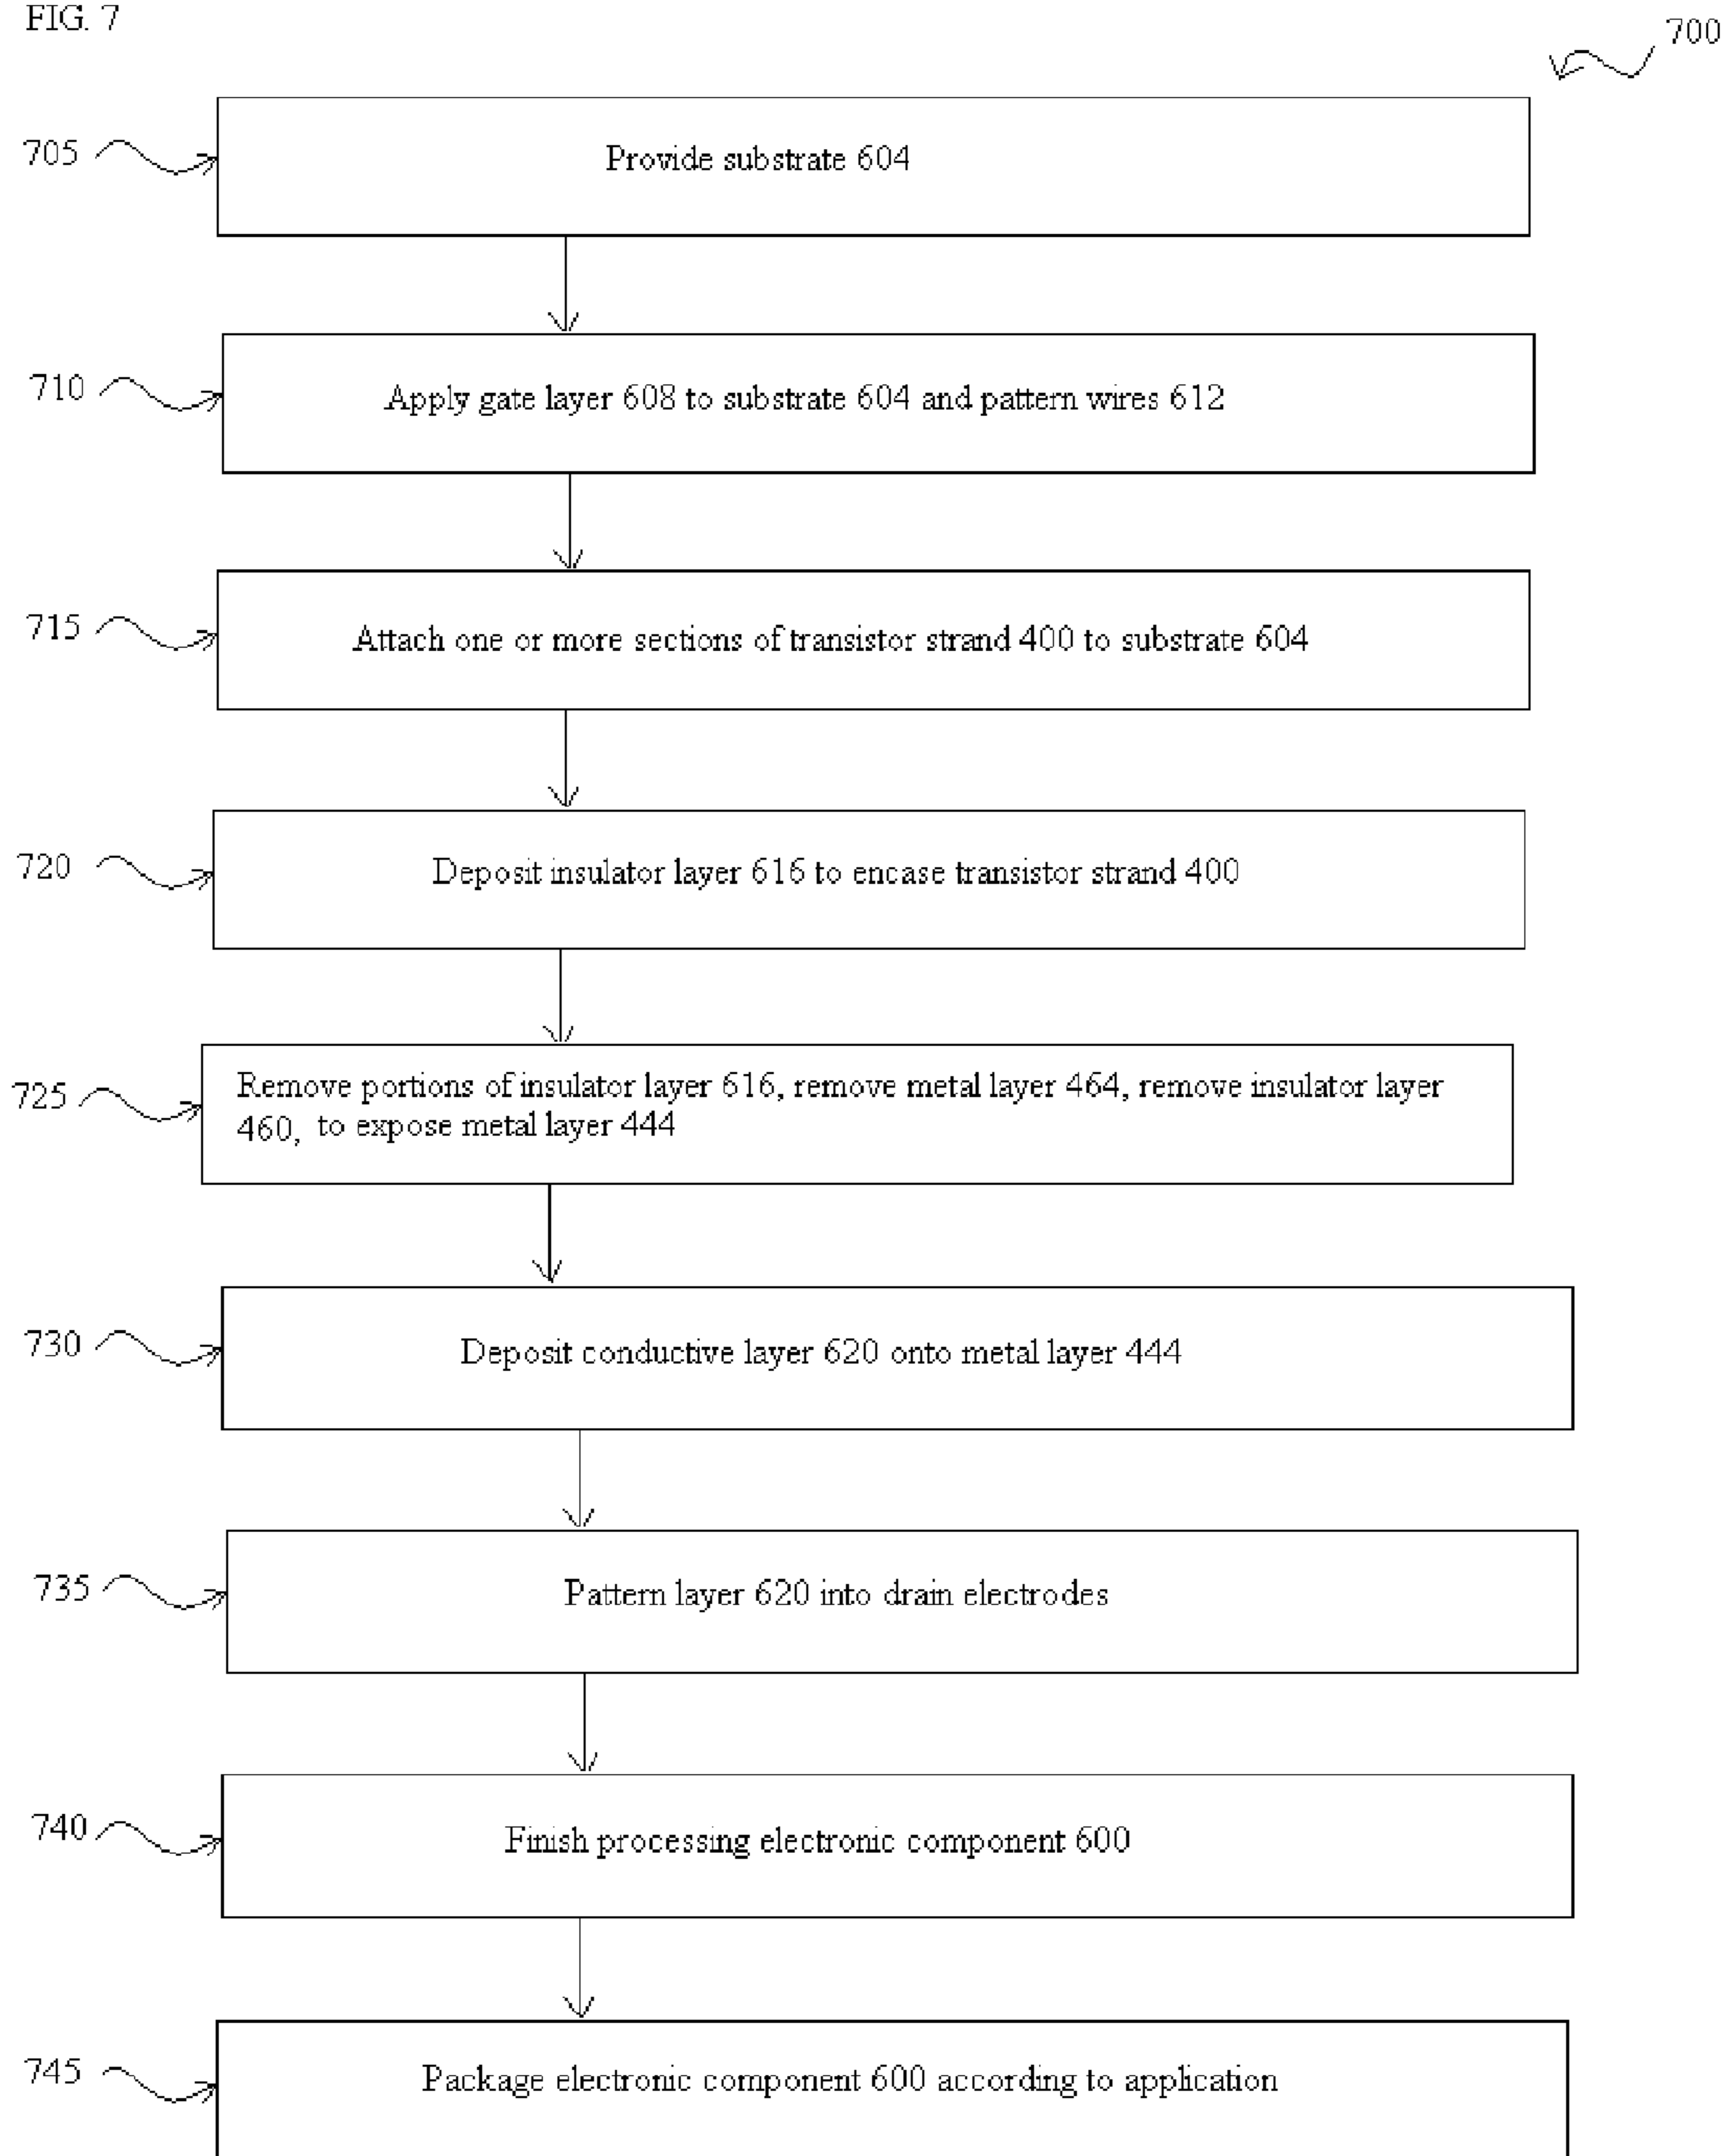 FIG. 7
700
705
Provide substrate 604
710
Apply gate layer 608 to substrate 604 and pattern wires 612
715
Attach one or more sections of transistor strand 400 to substrate 604
720
Deposit insulator layer 616 to encase transistor strand 400
725
Remove portions of insulator layer 616, remove metal layer 464, remove insulator layer
460, to expose metal layer 444
730
Deposit conductive layer 620 onto metal layer 444
735
Pattern layer 620 into drain electrodes
740
Finish processing electronic component 600
745
Package electronic component 600 according to application